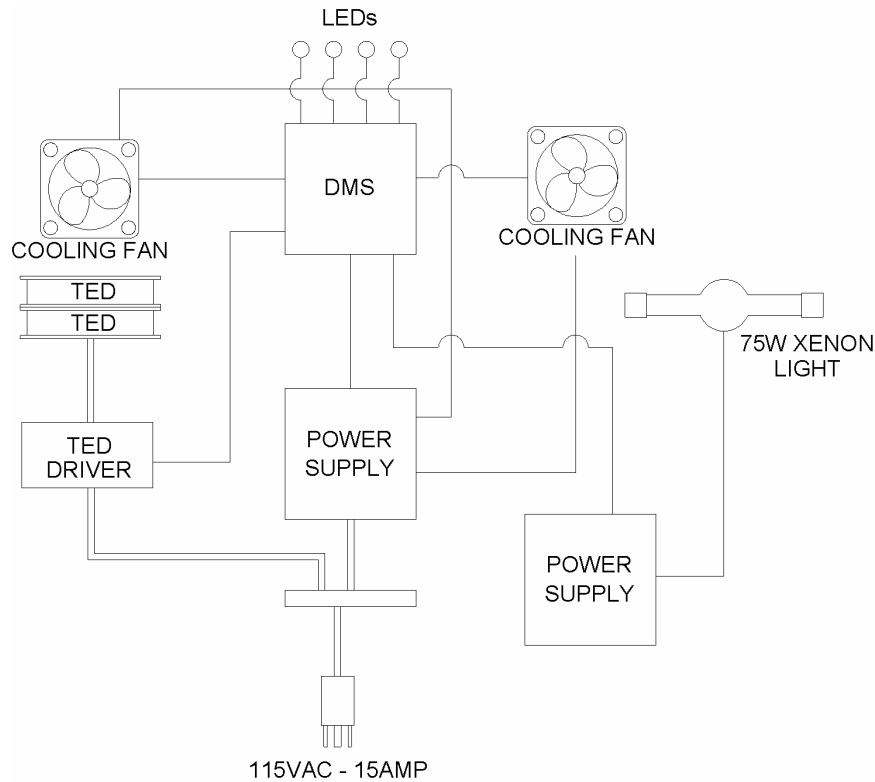 LEDs
DMS
COOLING FAN
COOLING FAN
TED
TED
75W XENON
LIGHT
TED
DRIVER
POWER
SUPPLY
POWER
SUPPLY
115VAC - 15AMP